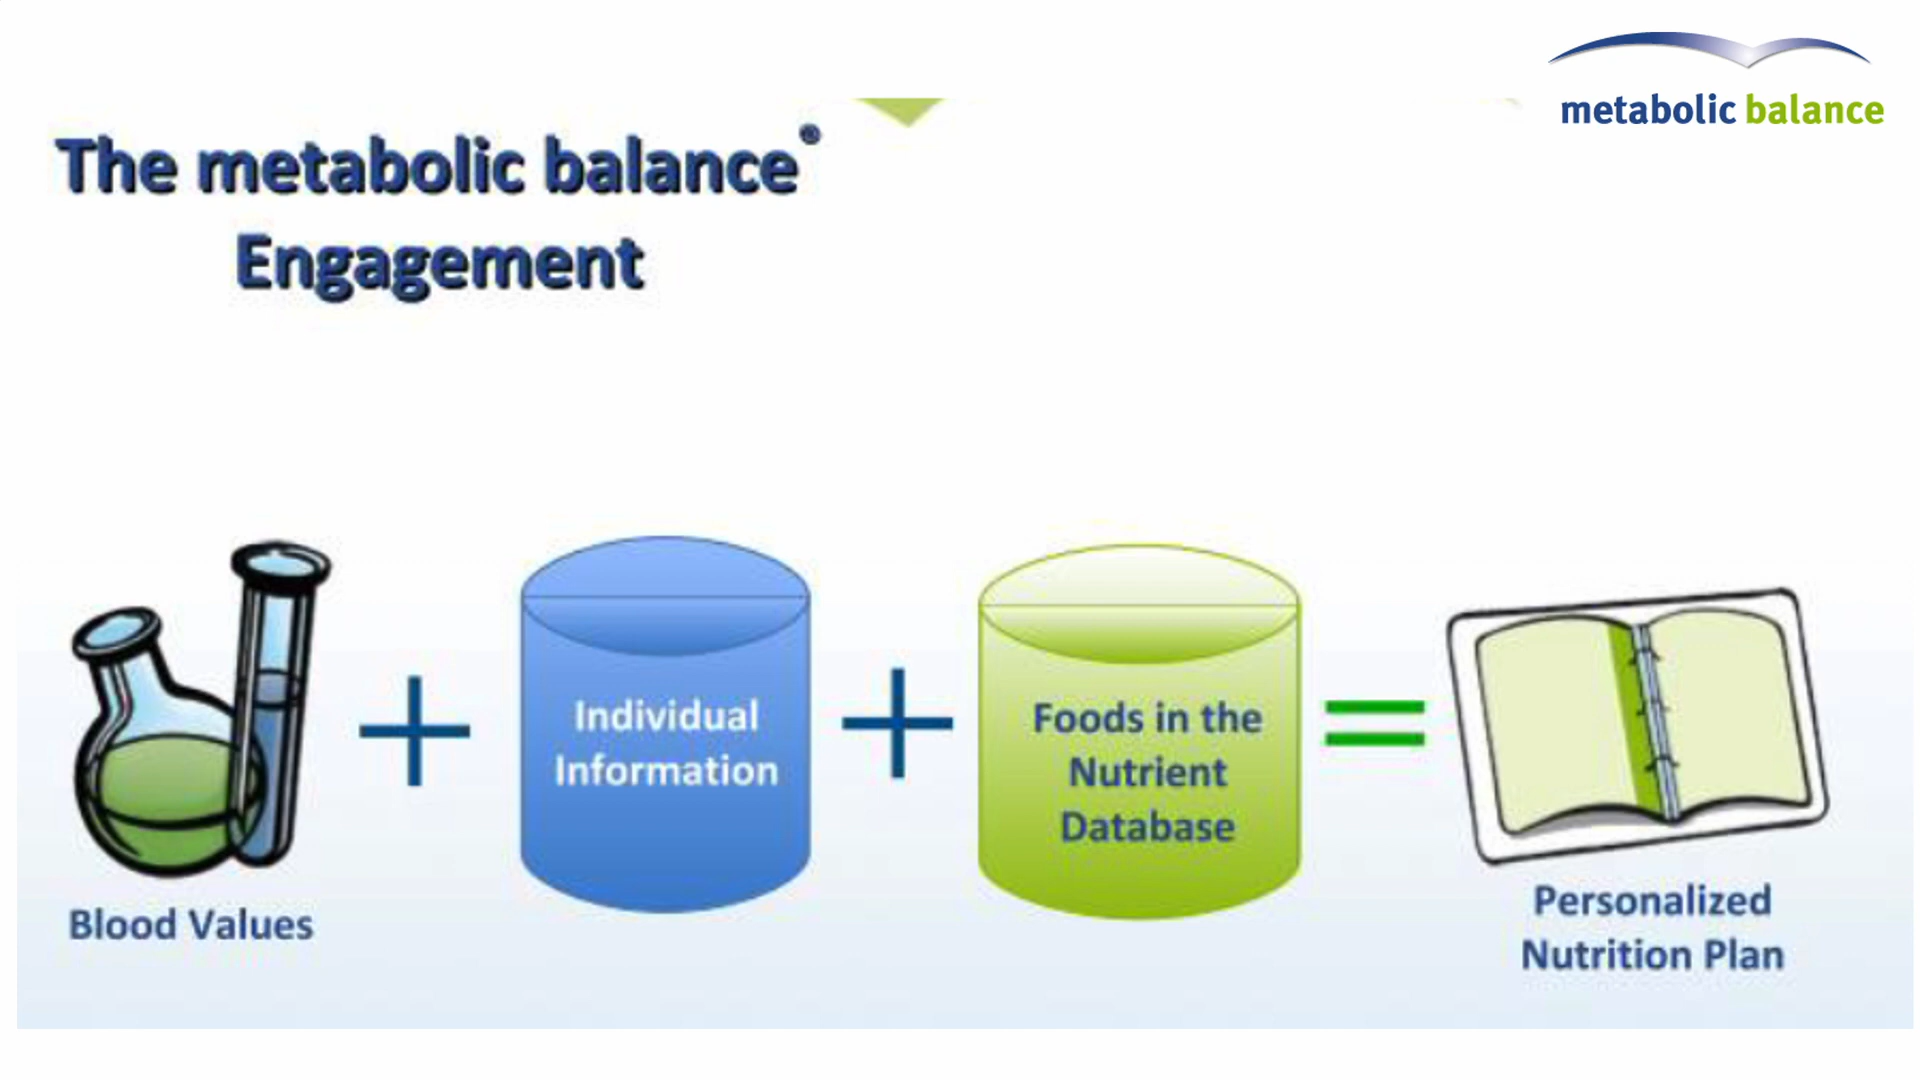 metabolic balance
The metabolic balance®
Engagement
Individual
Information
Foods in the
Nutrient
Database
Blood Values
Personalized
Nutrition Plan